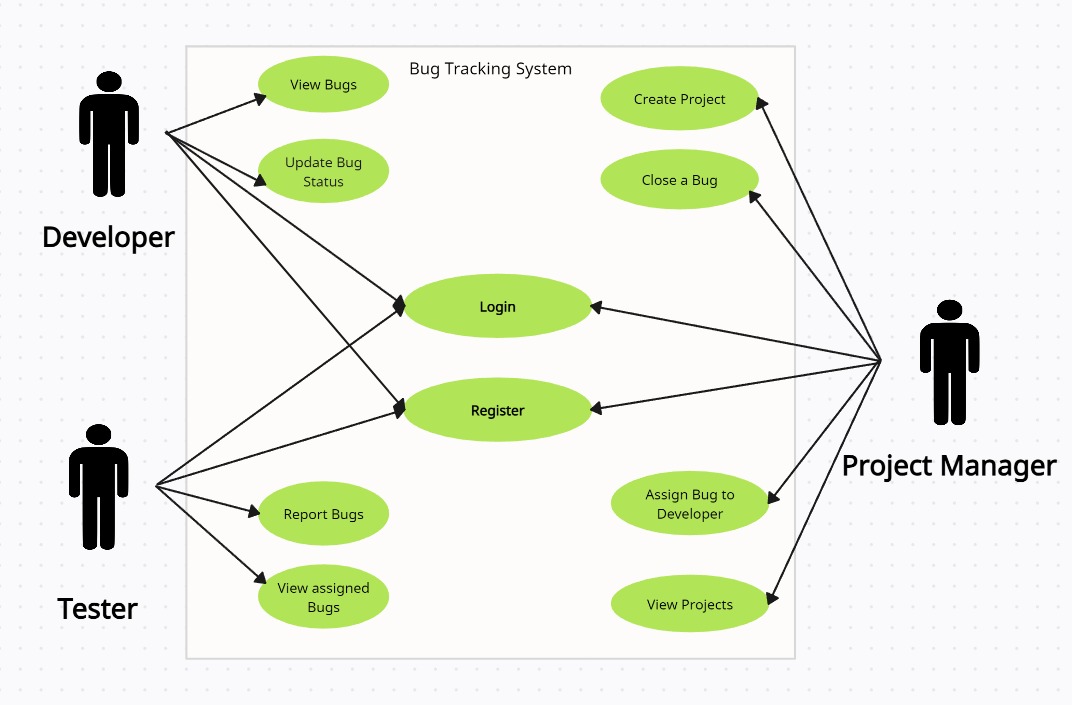 Bug Tracking System
View Bugs
Create Project
Update Bug
Status
Close a Bug
Developer
Login
Register
Project Manager
Report Bugs
Assign Bug to
Developer
View assigned
Bugs
View Projects
Tester